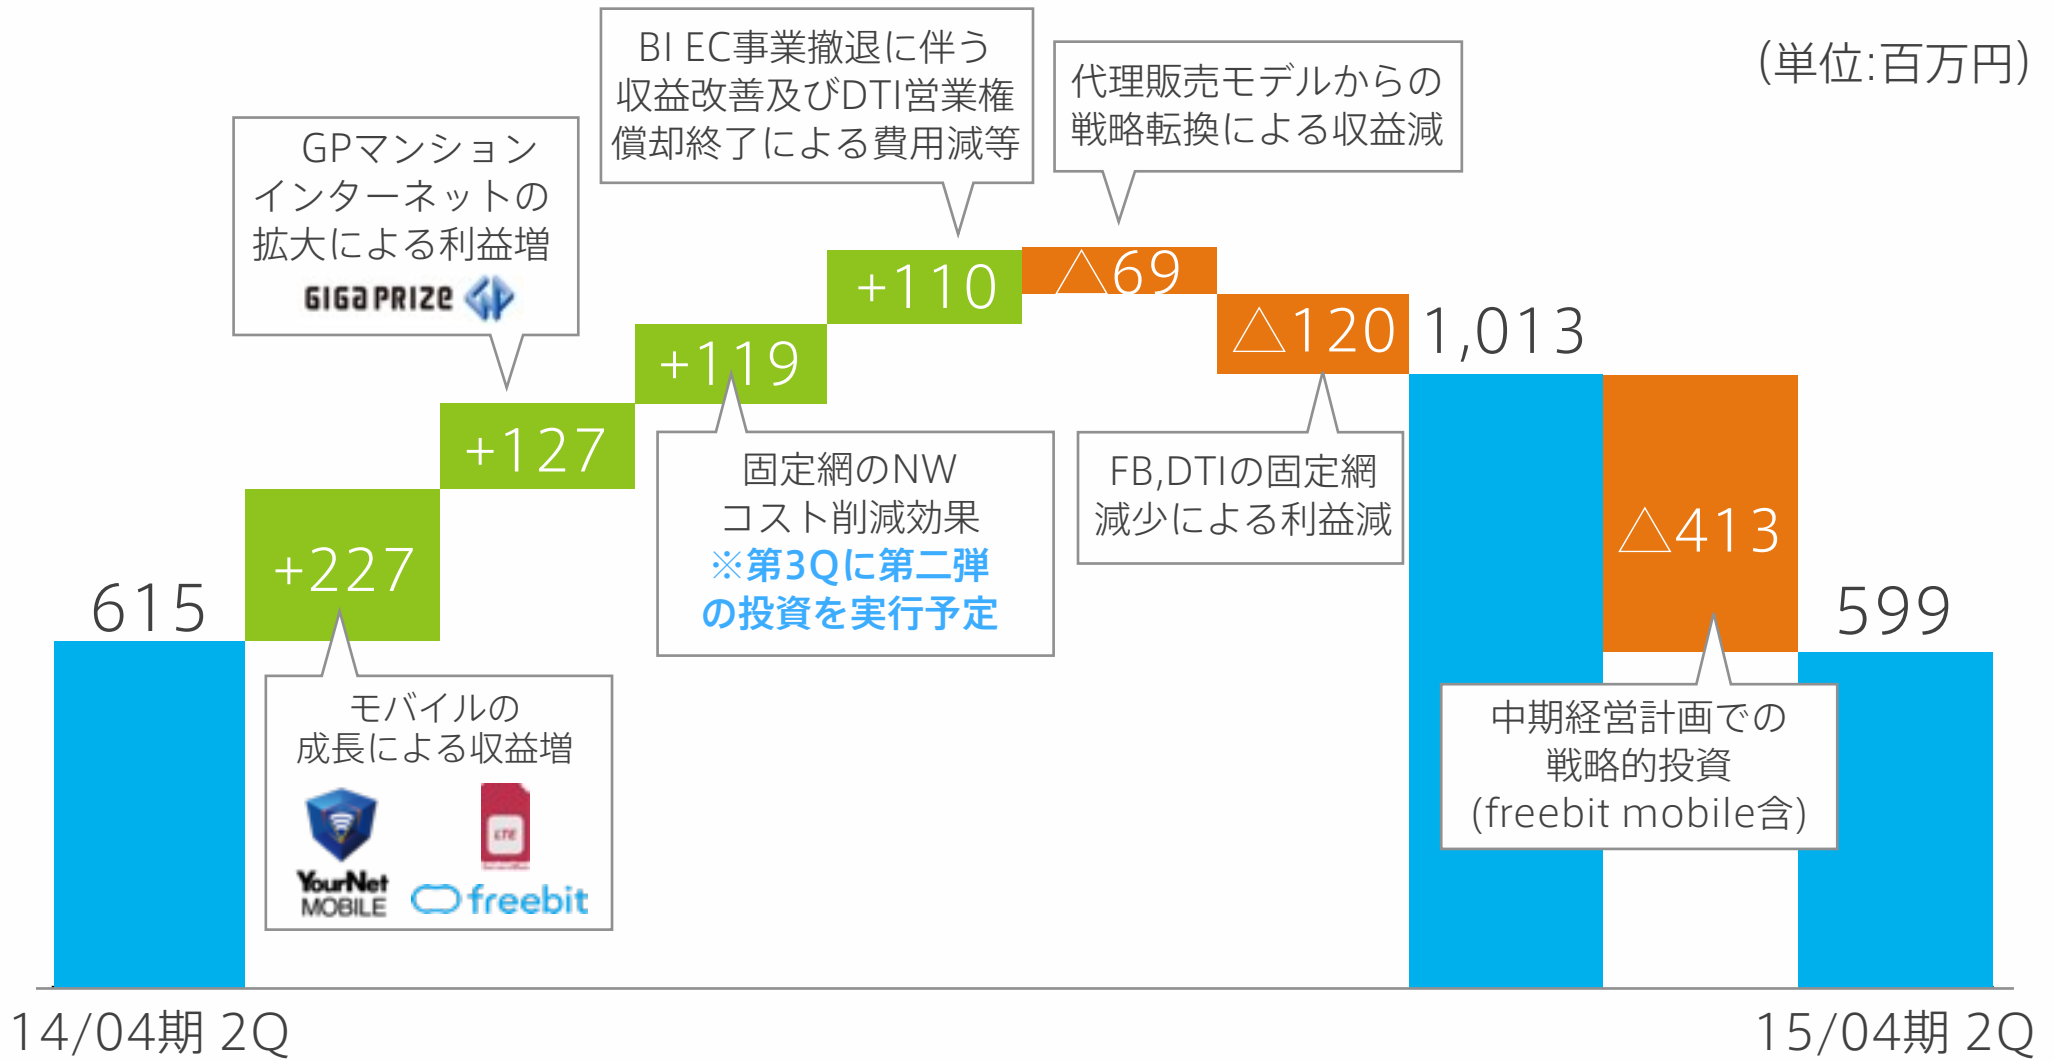 (単位:百万円)
BI EC事業撤退に伴う
収益改善及びDTI営業権
償却終了による費用減等
代理販売モデルからの
戦略転換による収益減
GPマンション
インターネットの
拡大による利益増
GIGA PRIZE GP
615
+227
+127
+119
+110
△69
△120
1,013
△413
599
固定網のNW
コスト削減効果
※第3Qに第二弾
の投資を実行予定
FB,DTIの固定網
減少による利益減
モバイルの
成長による収益増
LTE
YourNet
MOBILE
freebit
中期経営計画での
戦略的投資
(freebit mobile含)
14/04期 2Q
15/04期 2Q